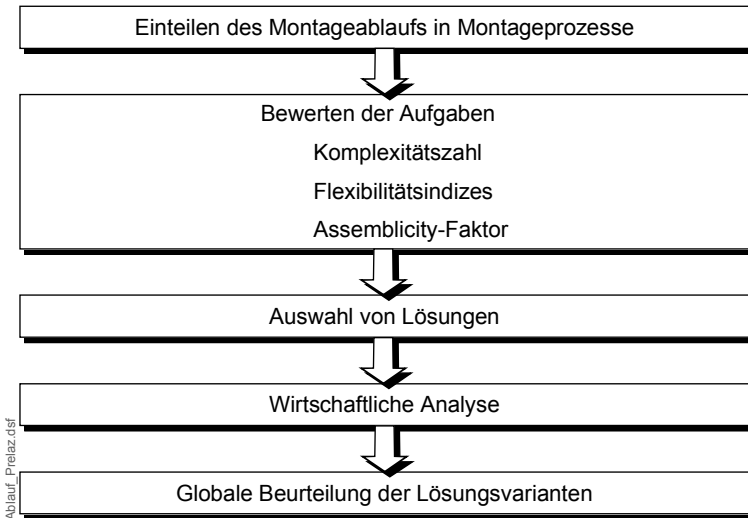 Einteilen des Montageablaufs in Montageprozesse
Bewerten der Aufgaben
Komplexitätszahl
Flexibilitätsindizes
Assemblicity-Faktor
Auswahl von Lösungen
Wirtschaftliche Analyse
Globale Beurteilung der Lösungsvarianten
Ablauf_Prelaz.dsf